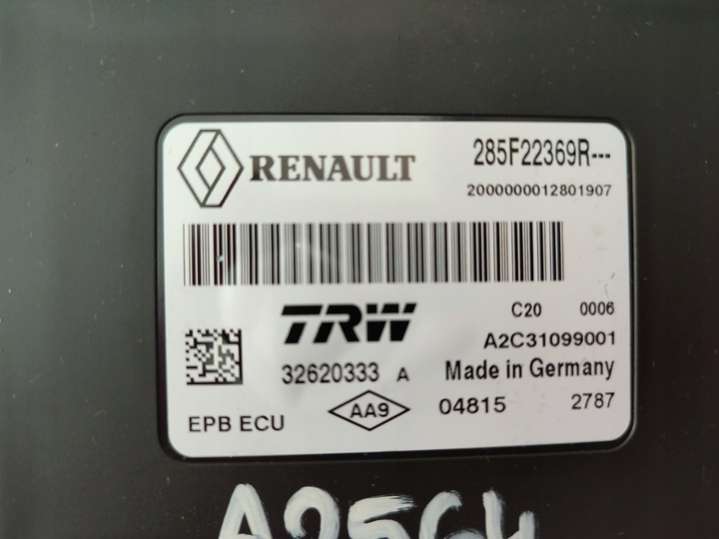 RENAULT
285F22369R---
2000000012801907
TRW
C20 0006
A2C31099001
32620333 A
Made in Germany
EPB ECU
AA9
04815 2787